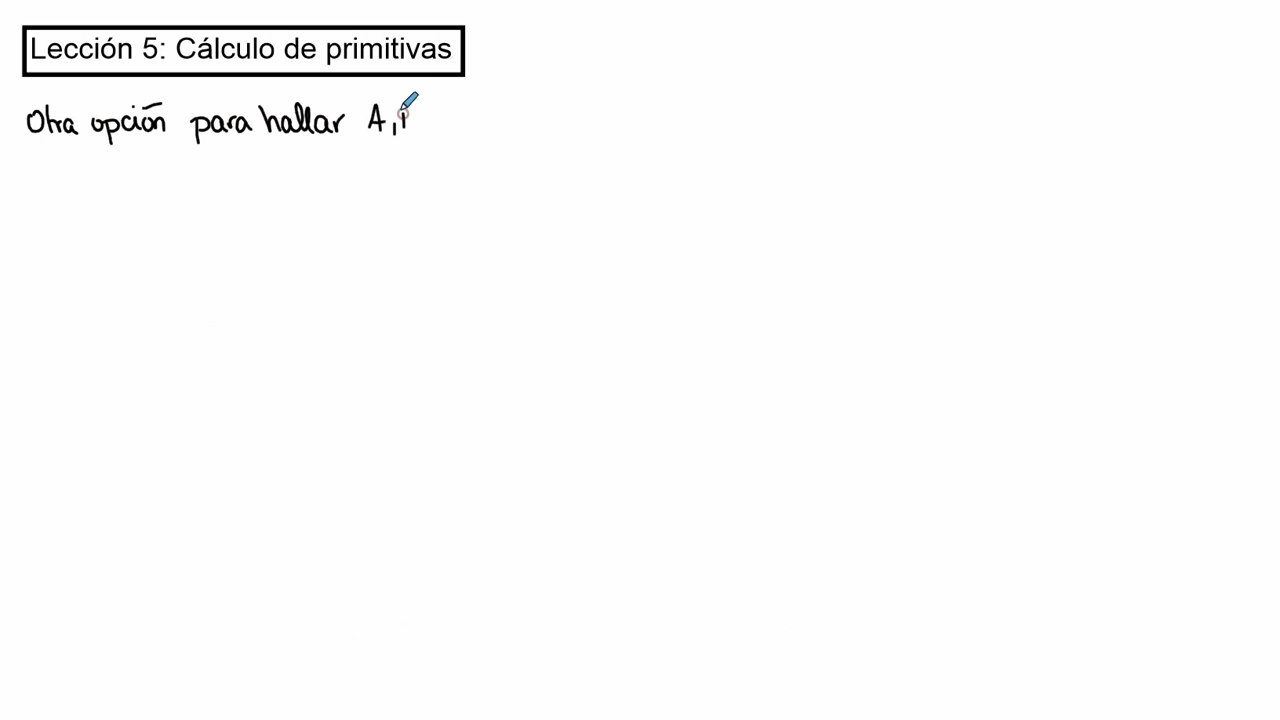 Lección 5: Cálculo de primitivas
Otra opción para hallar A,